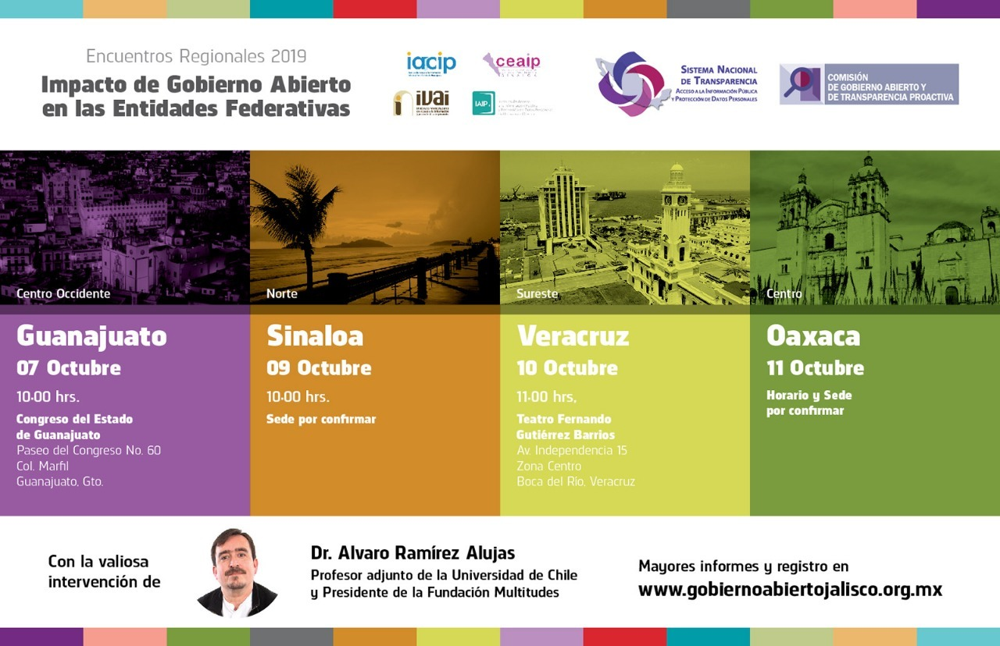 Encuentros Regionales 2019
Impacto de Gobierno Abierto
en las Entidades Federativas
iacip
ceaip
SINALOA
ivai
IAIP
SISTEMA NACIONAL
DE TRANSPARENCIA
ACCESO A LA INFORMACIÓN PÚBLICA
Y PROTECCIÓN DE DATOS PERSONALES
COMISIÓN
DE GOBIERNO ABIERTO Y
DE TRANSPARENCIA PROACTIVA
Centro Occidente
Guanajuato
07 Octubre
10:00 hrs.
Congreso del Estado
de Guanajuato
Paseo del Congreso No. 60
Col. Marfil
Guanajuato, Gto.
Norte
Sinaloa
09 Octubre
10:00 hrs.
Sede por confirmar
Sureste
Veracruz
10 Octubre
11:00 hrs,
Teatro Fernando
Gutiérrez Barrios
Av. Independencia 15
Zona Centro
Boca del Río, Veracruz
Centro
Oaxaca
11 Octubre
Horario y Sede
por confirmar
Con la valiosa
intervención de
Dr. Alvaro Ramírez Alujas
Profesor adjunto de la Universidad de Chile
y Presidente de la Fundación Multitudes
Mayores informes y registro en
www.gobiernoabiertojalisco.org.mx